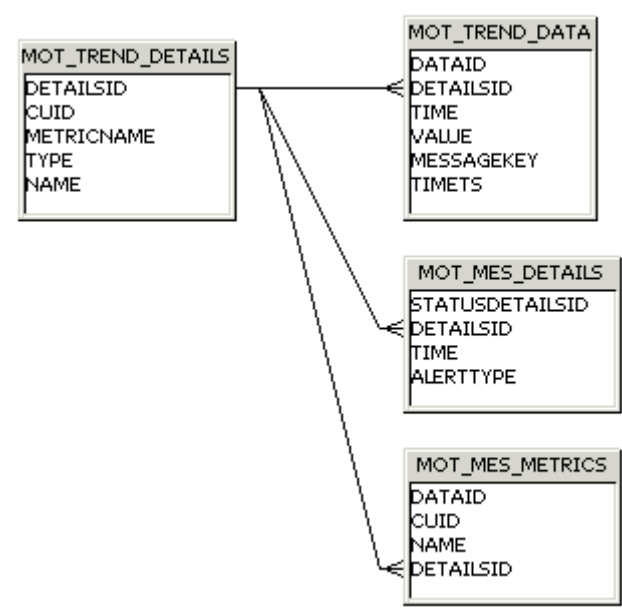 MOT_TREND_DETAILS
DETAILSID
CUID
METRICNAME
TYPE
NAME
MOT_TREND_DATA
DATAID
DETAILSID
TIME
VALUE
MESSAGEKEY
TIMETS
MOT_MES_DETAILS
STATUSDETAILSID
DETAILSID
TIME
ALERTTYPE
MOT_MES_METRICS
DATAID
CUID
NAME
DETAILSID